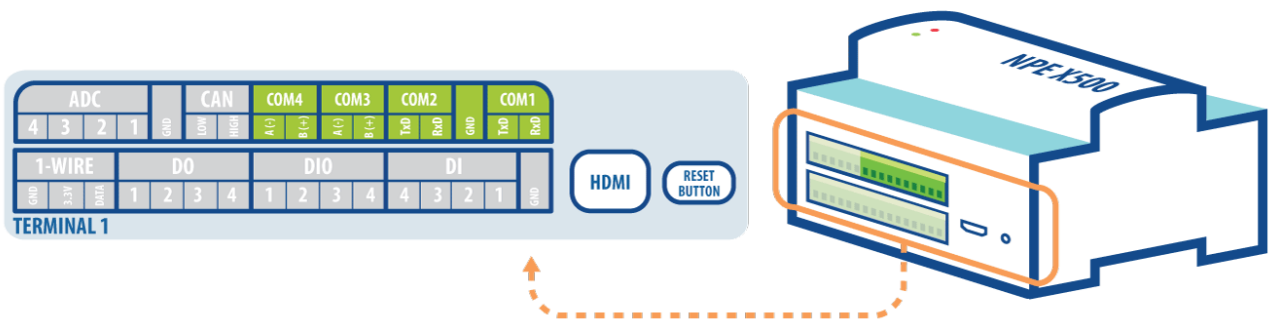 NPE X500
ADC CAN COM4 COM3 COM2 COM1
4 3 2 1 GND LOW HIGH A (-) B (+) A (-) B (+) TxD RxD GND TxD RxD
1-WIRE DO DIO DI
GND 3.3V DATA 1 2 3 4 1 2 3 4 4 3 2 1 GND
HDMI
RESET
BUTTON
TERMINAL 1